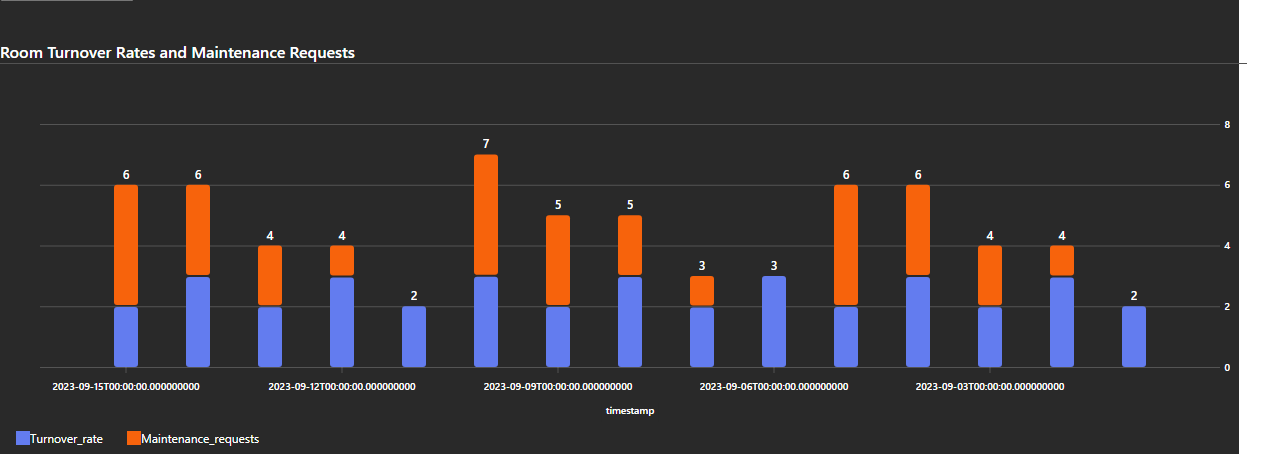 Room Turnover Rates and Maintenance Requests
8
7
6 6 6 6 6
5 5
4 4 4 4 4
3 3
2 2 2
0
2023-09-15T00:00:00.000000000 2023-09-12T00:00:00.000000000 2023-09-09T00:00:00.000000000 2023-09-06T00:00:00.000000000 2023-09-03T00:00:00.000000000
timestamp
Turnover_rate Maintenance_requests